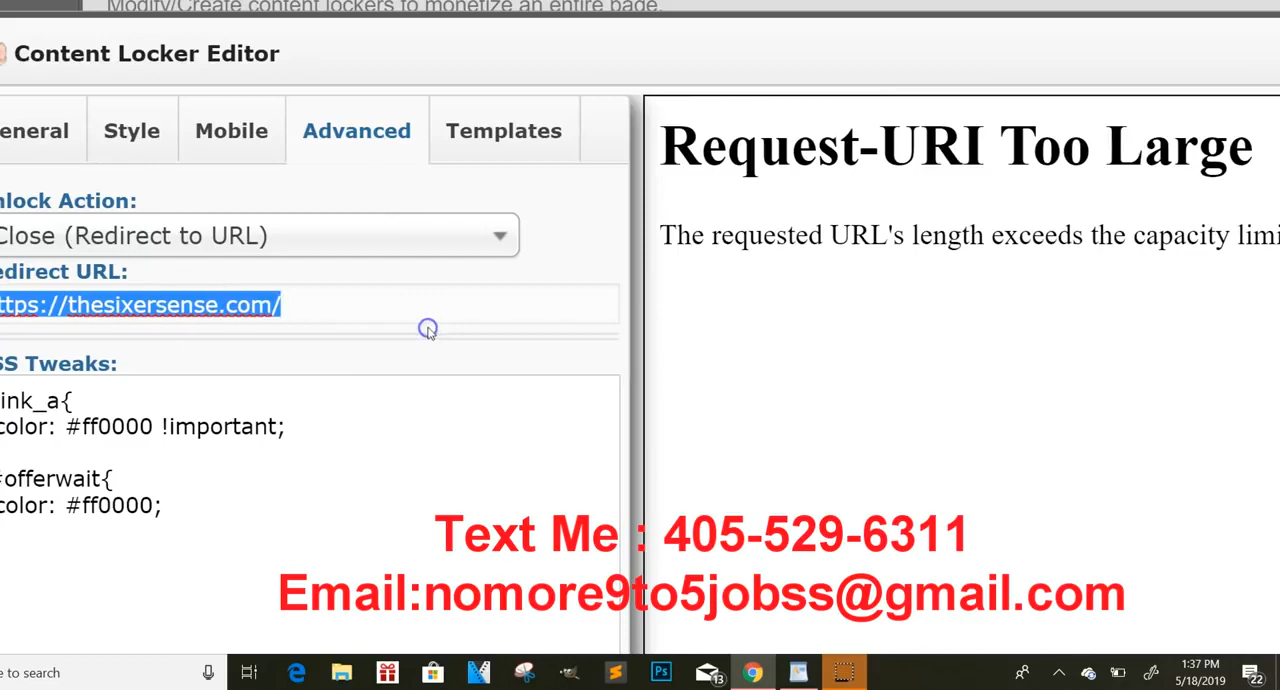 Modify/Create content lockers to monetize an entire page.
Content Locker Editor
eneral Style Mobile Advanced Templates
nlock Action:
Close (Redirect to URL)
edirect URL:
ttps://thesixersense.com/
SS Tweaks:
ink_a{
color: #ff0000 !important;
#offerwait{
color: #ff0000;
Request-URI Too Large
The requested URL's length exceeds the capacity limi
Text Me : 405-529-6311
Email:nomore9to5jobss@gmail.com
e to search
13
1:37 PM
5/18/2019
22